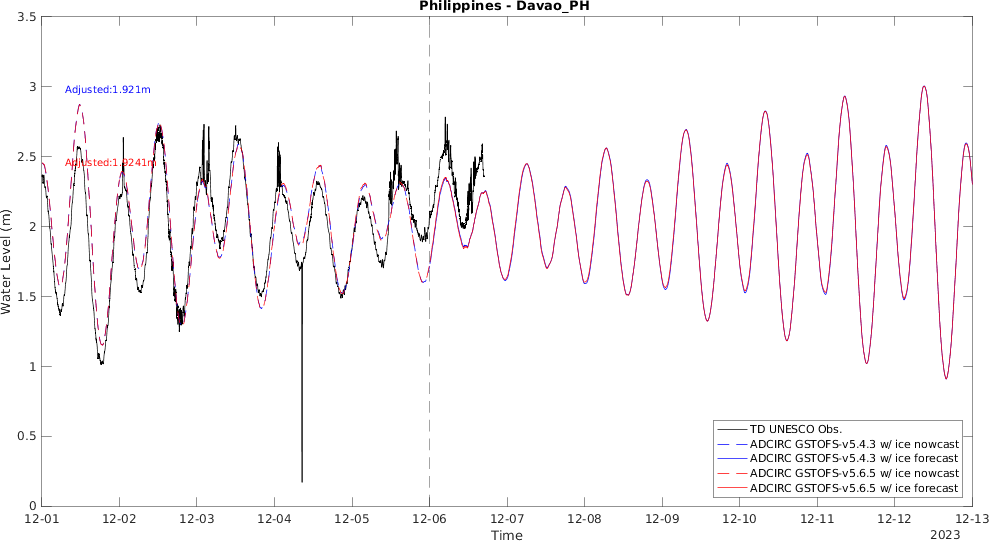 Philippines - Davao_PH
3.5
3
2.5
2
1.5
1
0.5
0
Water Level (m)
Adjusted:1.921m
Adjusted:1.9241m
TD UNESCO Obs.
ADCIRC GSTOFS-v5.4.3 w/ ice nowcast
ADCIRC GSTOFS-v5.4.3 w/ ice forecast
ADCIRC GSTOFS-v5.6.5 w/ ice nowcast
ADCIRC GSTOFS-v5.6.5 w/ ice forecast
12-01 12-02 12-03 12-04 12-05 12-06 12-07 12-08 12-09 12-10 12-11 12-12 12-13
Time
2023